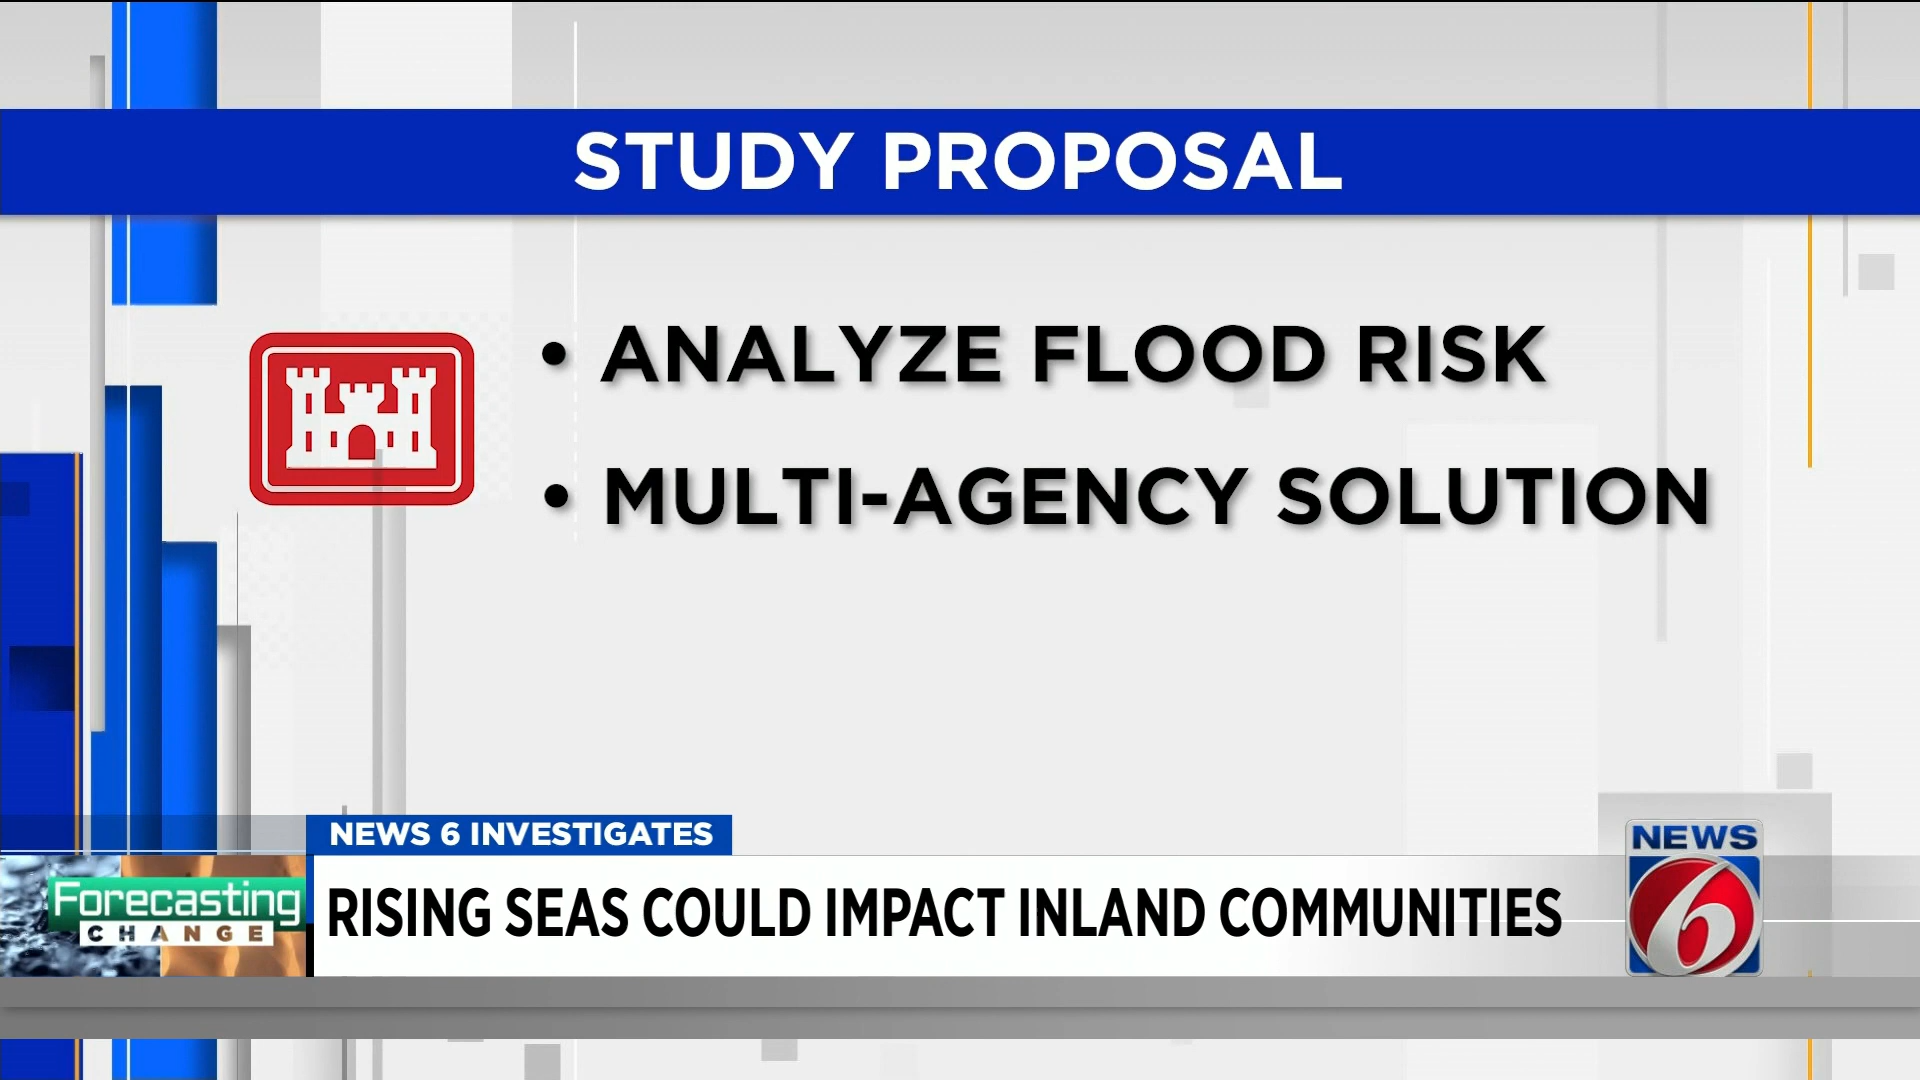 STUDY PROPOSAL
• ANALYZE FLOOD RISK
• MULTI-AGENCY SOLUTION
NEWS 6 INVESTIGATES
Forecasting
CHANGE
RISING SEAS COULD IMPACT INLAND COMMUNITIES
NEWS
6